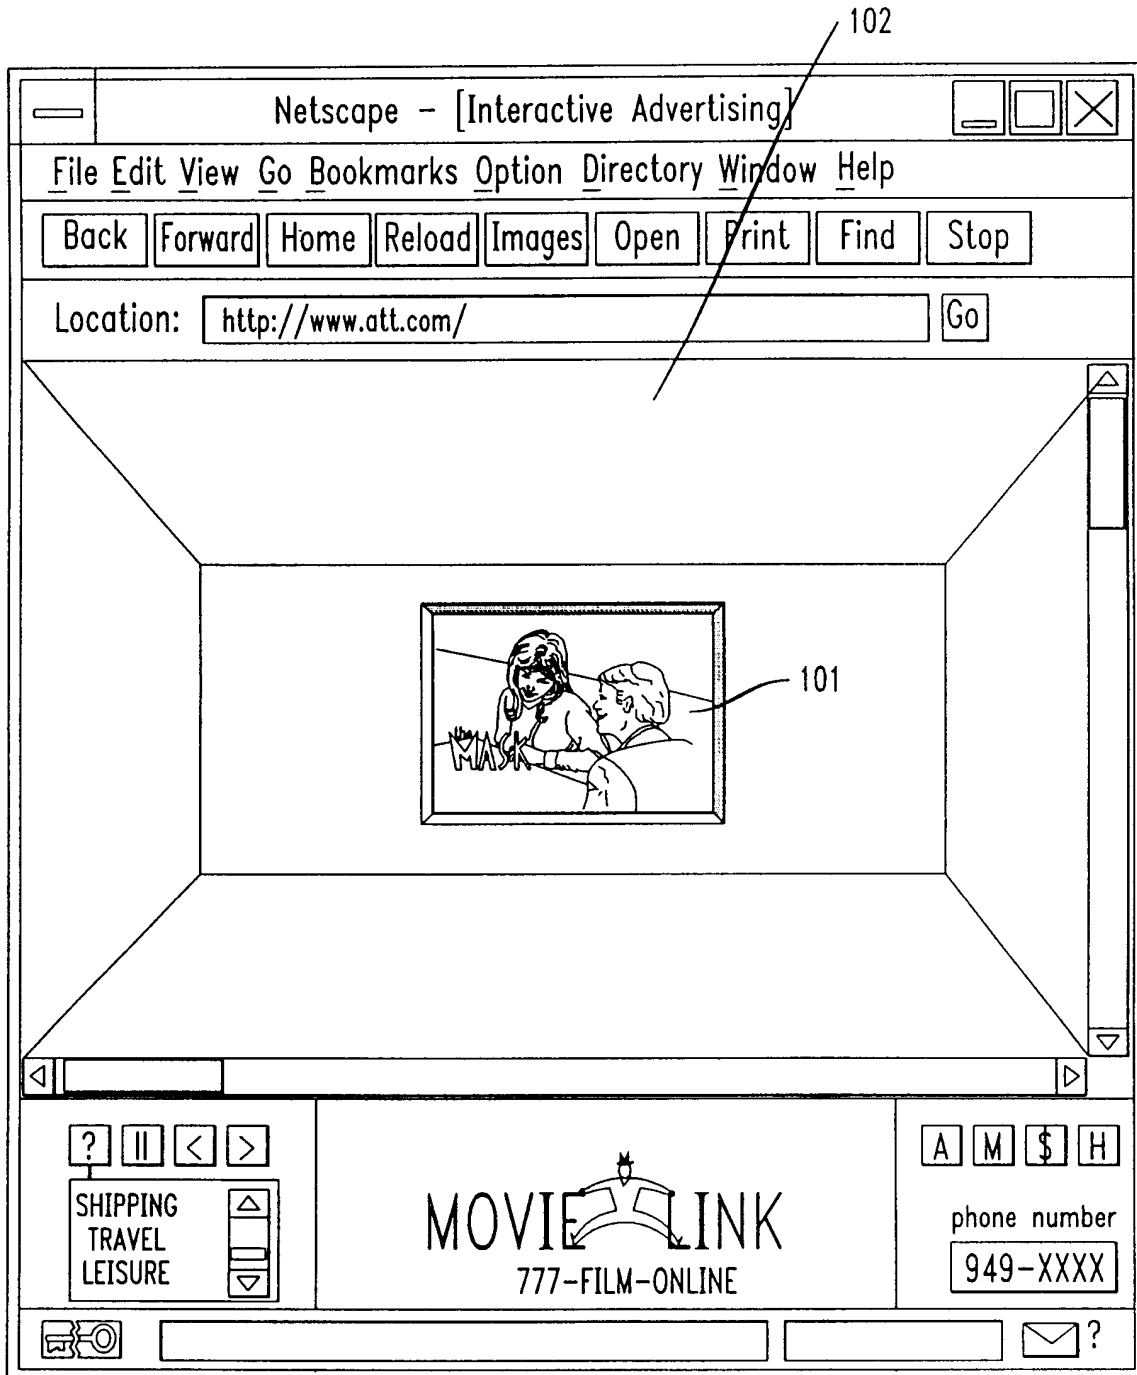 102
Netscape - [Interactive Advertising]
File Edit View Go Bookmarks Option Directory Window Help
Back Forward Home Reload Images Open Print Find Stop
Location: http://www.att.com/ Go
101
the MASK
? || < > A M $ H
SHIPPING
TRAVEL
LEISURE
MOVIE LINK
777-FILM-ONLINE
phone number
949-XXXX
?